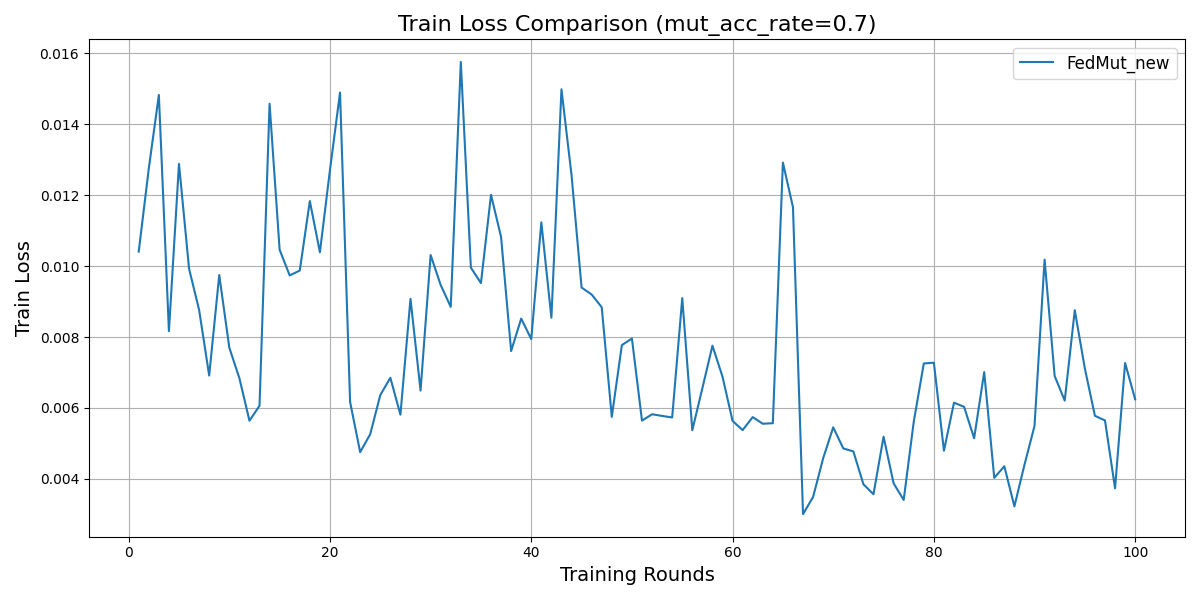 Train Loss Comparison (mut_acc_rate=0.7)
FedMut_new
Train Loss
0.016
0.014
0.012
0.010
0.008
0.006
0.004
0 20 40 60 80 100
Training Rounds